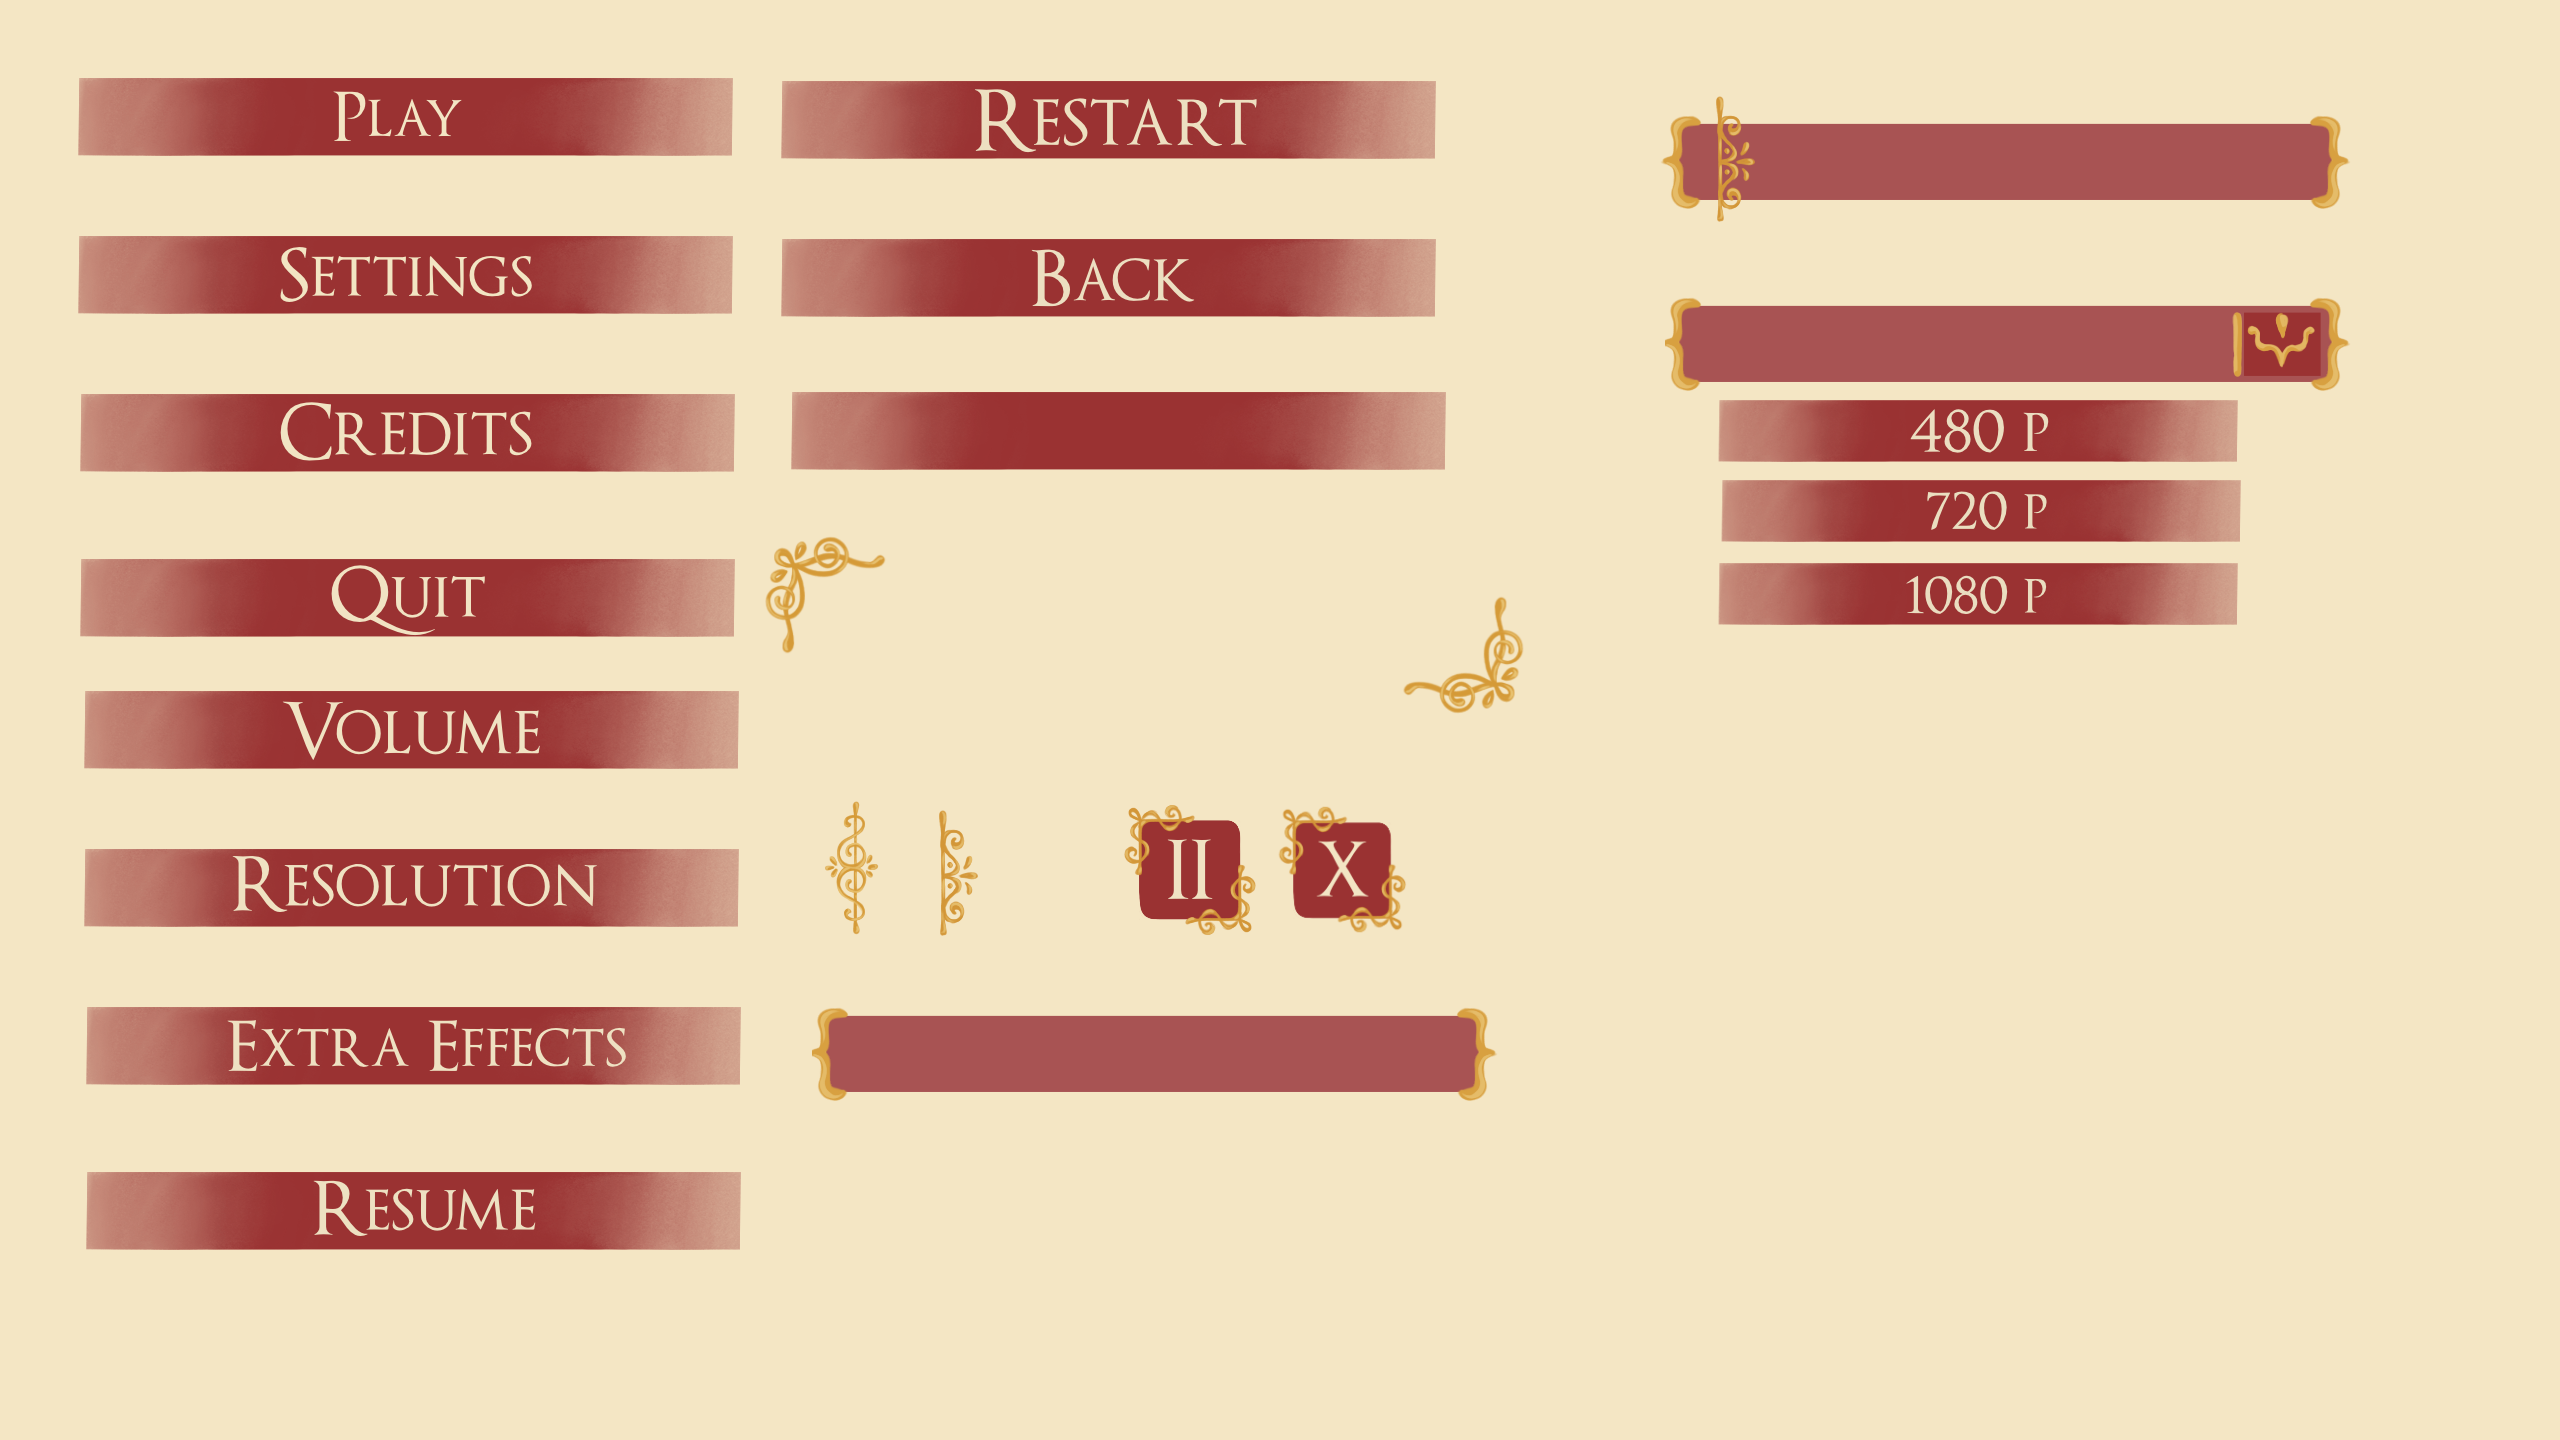 Play
Settings
Credits
Quit
Volume
Resolution
Extra Effects
Resume
Restart
Back
II
X
480 P
720 P
1080 P